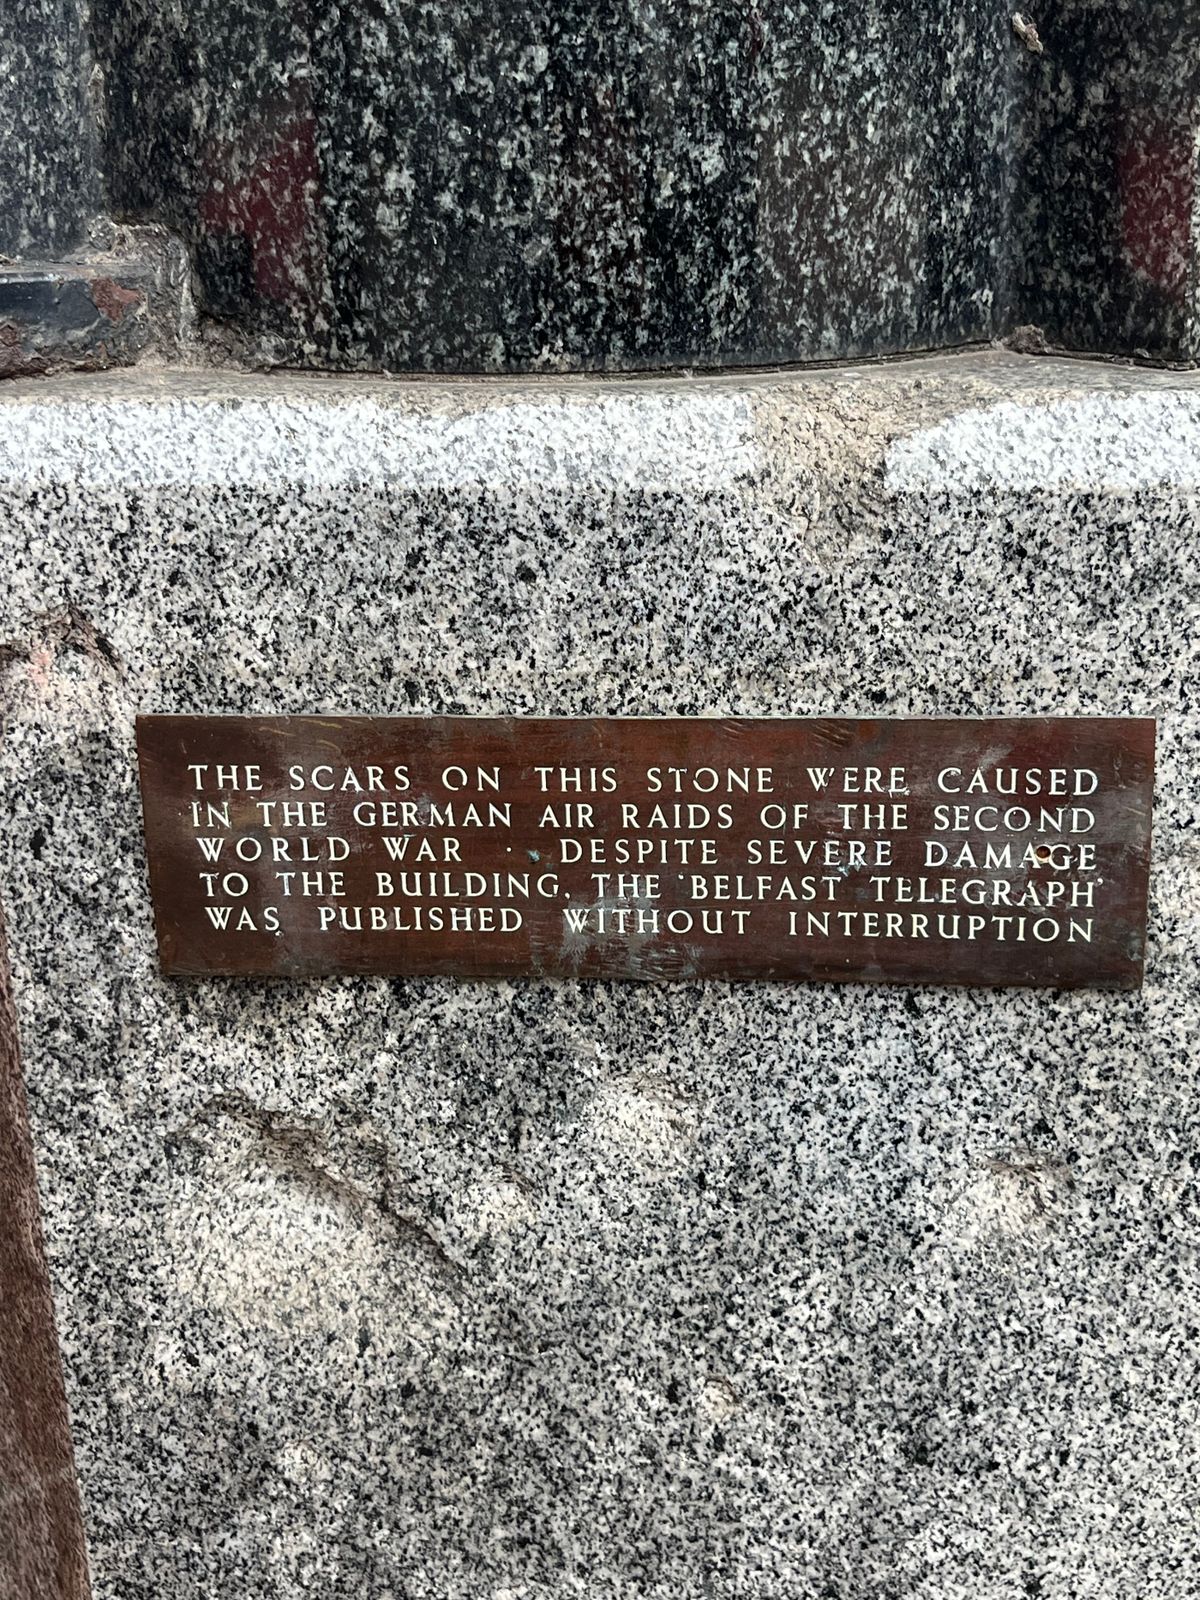 THE SCARS ON THIS STONE WERE CAUSED
IN THE GERMAN AIR RAIDS OF THE SECOND
WORLD WAR · DESPITE SEVERE DAMAGE
TO THE BUILDING, THE 'BELFAST TELEGRAPH'
WAS PUBLISHED WITHOUT INTERRUPTION